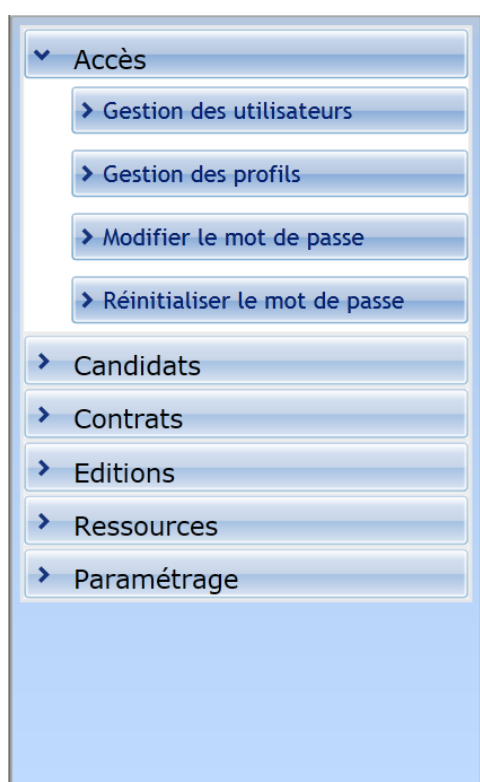 Accès
Gestion des utilisateurs
Gestion des profils
Modifier le mot de passe
Réinitialiser le mot de passe
Candidats
Contrats
Editions
Ressources
Paramétrage